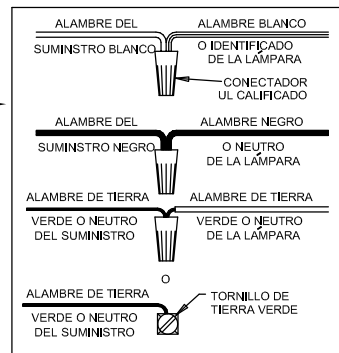 ALAMBRE DEL ALAMBRE BLANCO
SUMINSTRO BLANCO O IDENTIFICADO
DE LA LÁMPARA
CONECTADOR
UL CALIFICADO
ALAMBRE DEL ALAMBRE NEGRO
SUMINSTRO NEGRO O NEUTRO
DE LA LÁMPARA
ALAMBRE DE TIERRA ALAMBRE DE TIERRA
VERDE O NEUTRO VERDE O NEUTRO
DEL SUMINISTRO DE LA LÁMPARA
O
ALAMBRE DE TIERRA TORNILLO DE
TIERRA VERDE
VERDE O NEUTRO
DEL SUMINISTRO